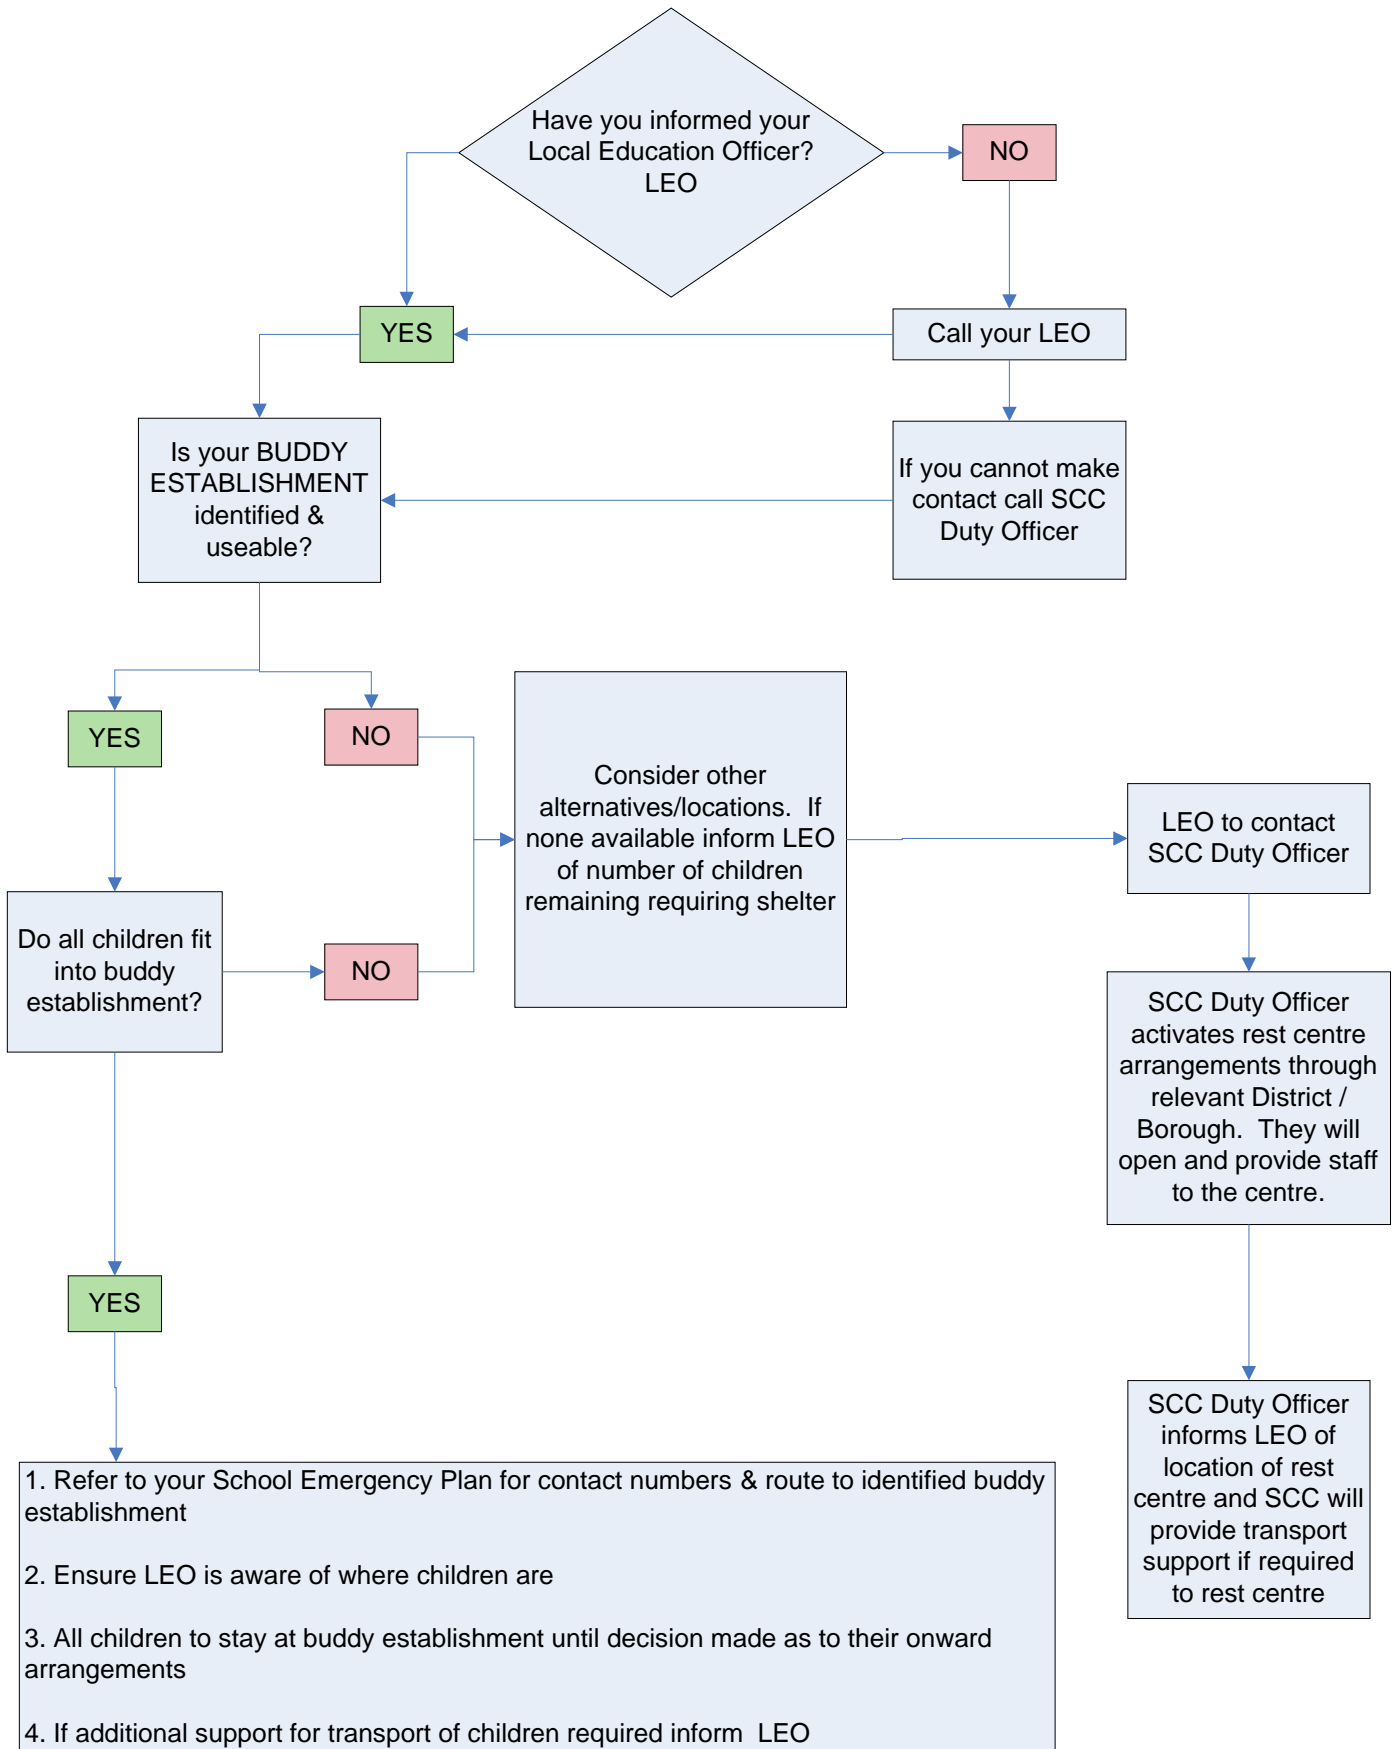 Have you informed your
Local Education Officer?
LEO
NO
YES
Call your LEO
Is your BUDDY
ESTABLISHMENT
identified &
useable?
If you cannot make
contact call SCC
Duty Officer
YES
NO
Consider other
alternatives/locations.  If
none available inform LEO
of number of children
remaining requiring shelter
LEO to contact
SCC Duty Officer
Do all children fit
into buddy
establishment?
NO
SCC Duty Officer
activates rest centre
arrangements through
relevant District /
Borough.  They will
open and provide staff
to the centre.
YES
SCC Duty Officer
informs LEO of
location of rest
centre and SCC will
provide transport
support if required
to rest centre
1. Refer to your School Emergency Plan for contact numbers & route to identified buddy
establishment
2. Ensure LEO is aware of where children are
3. All children to stay at buddy establishment until decision made as to their onward
arrangements
4. If additional support for transport of children required inform  LEO